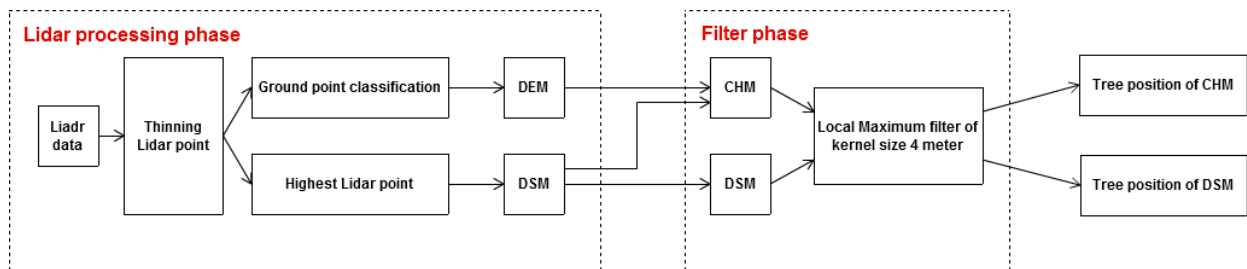 Lidar processing phase
Filter phase
Liadr
data
Thinning
Lidar point
Ground point classification
DEM
Highest Lidar point
DSM
CHM
DSM
Local Maximum filter of
kernel size 4 meter
Tree position of CHM
Tree position of DSM